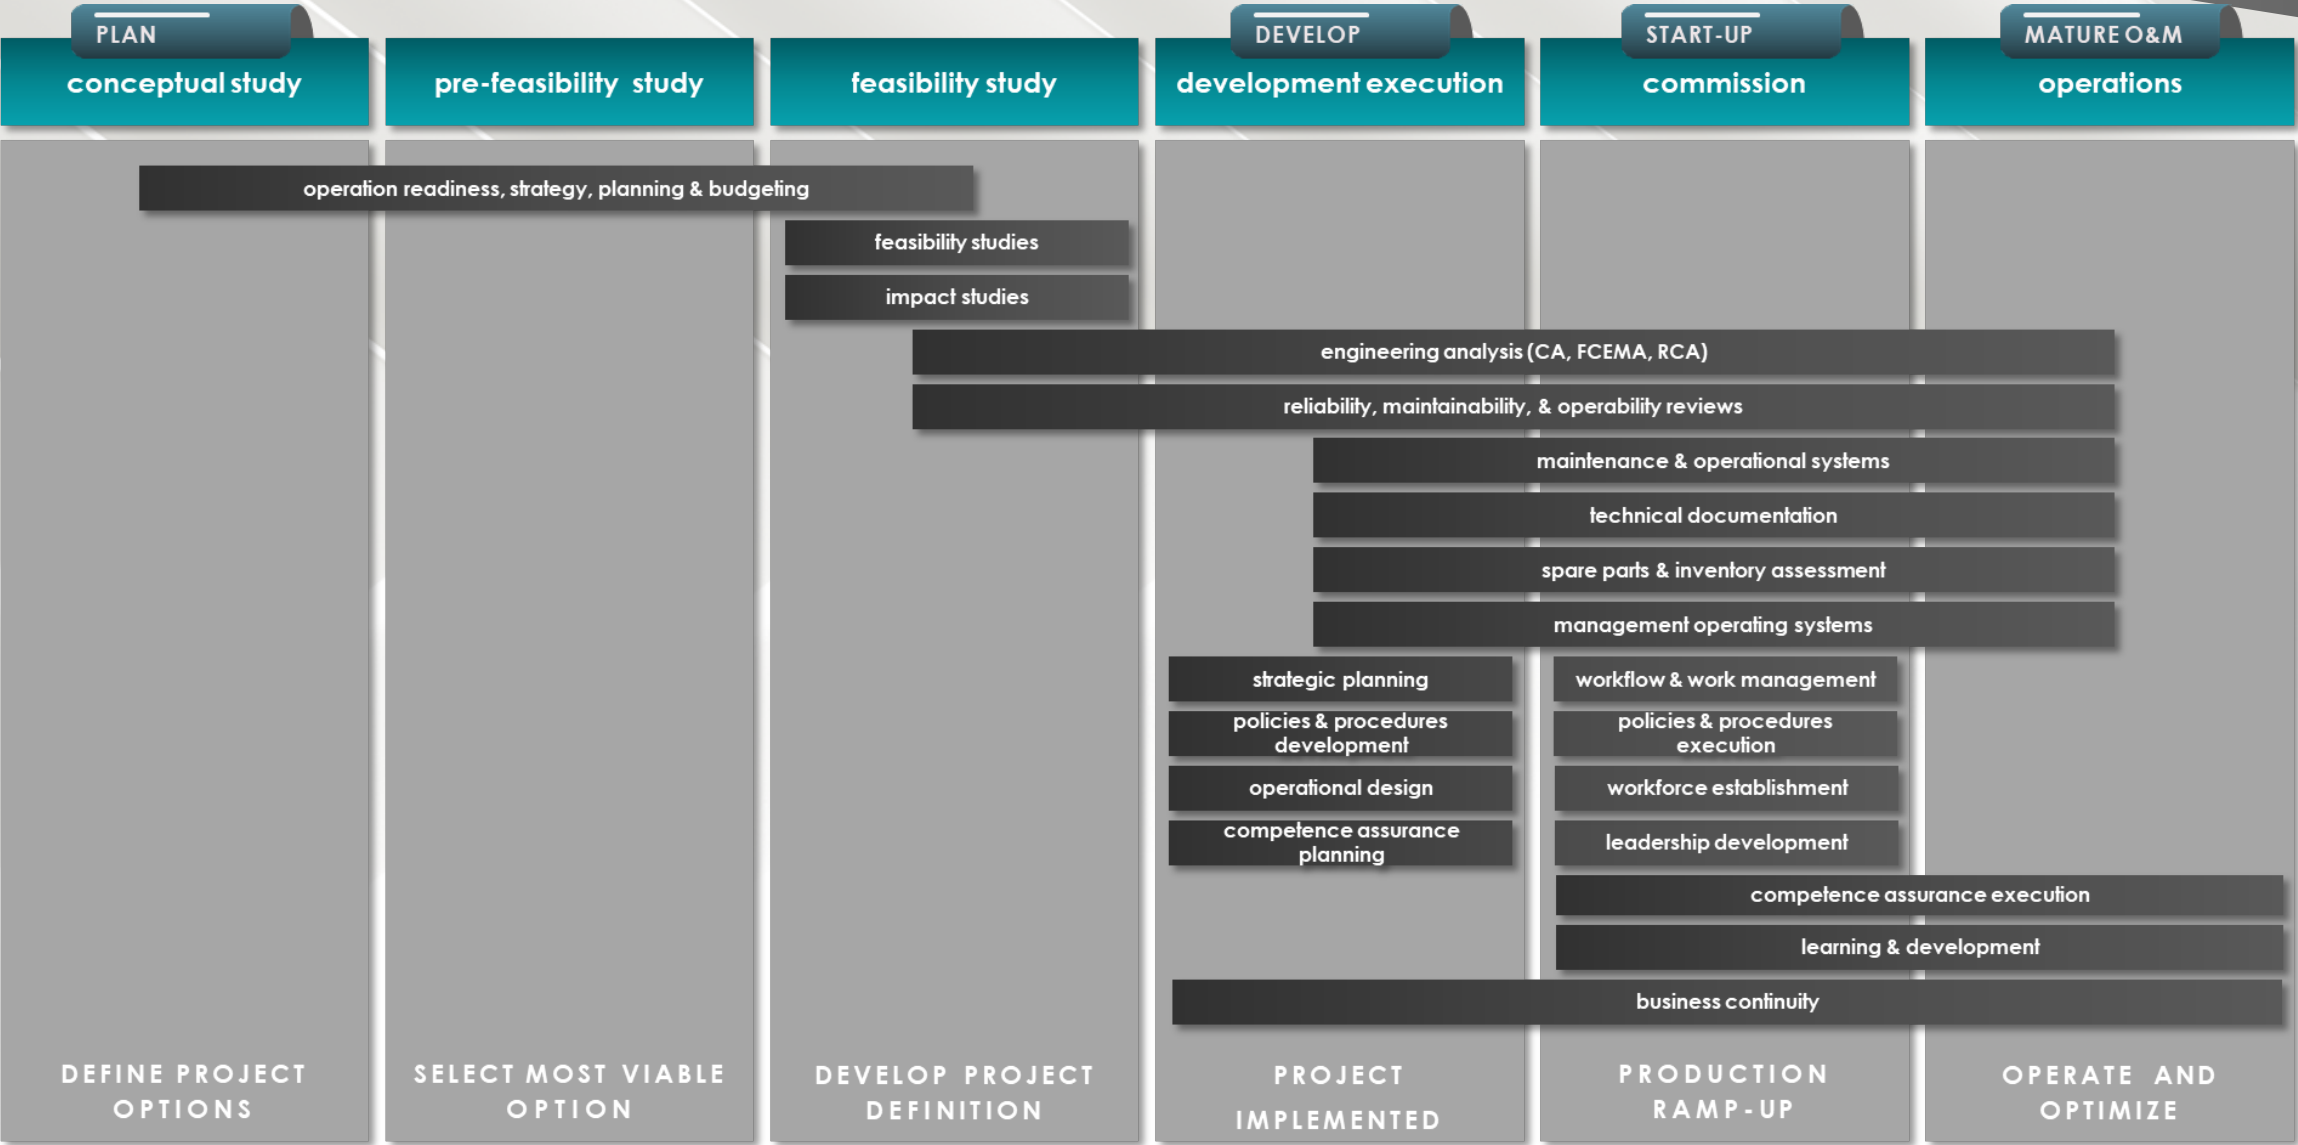 PLAN
DEVELOP
START-UP
MATURE O&M
conceptual study
pre-feasibility study
feasibility study
development execution
commission
operations
operation readiness, strategy, planning & budgeting
feasibility studies
impact studies
engineering analysis (CA, FCEMA, RCA)
reliability, maintainability, & operability reviews
maintenance & operational systems
technical documentation
spare parts & inventory assessment
management operating systems
strategic planning
workflow & work management
policies & procedures
development
policies & procedures
execution
operational design
workforce establishment
competence assurance
planning
leadership development
competence assurance execution
learning & development
business continuity
DEFINE PROJECT
OPTIONS
SELECT MOST VIABLE
OPTION
DEVELOP PROJECT
DEFINITION
PROJECT
IMPLEMENTED
PRODUCTION
RAMP-UP
OPERATE AND
OPTIMIZE